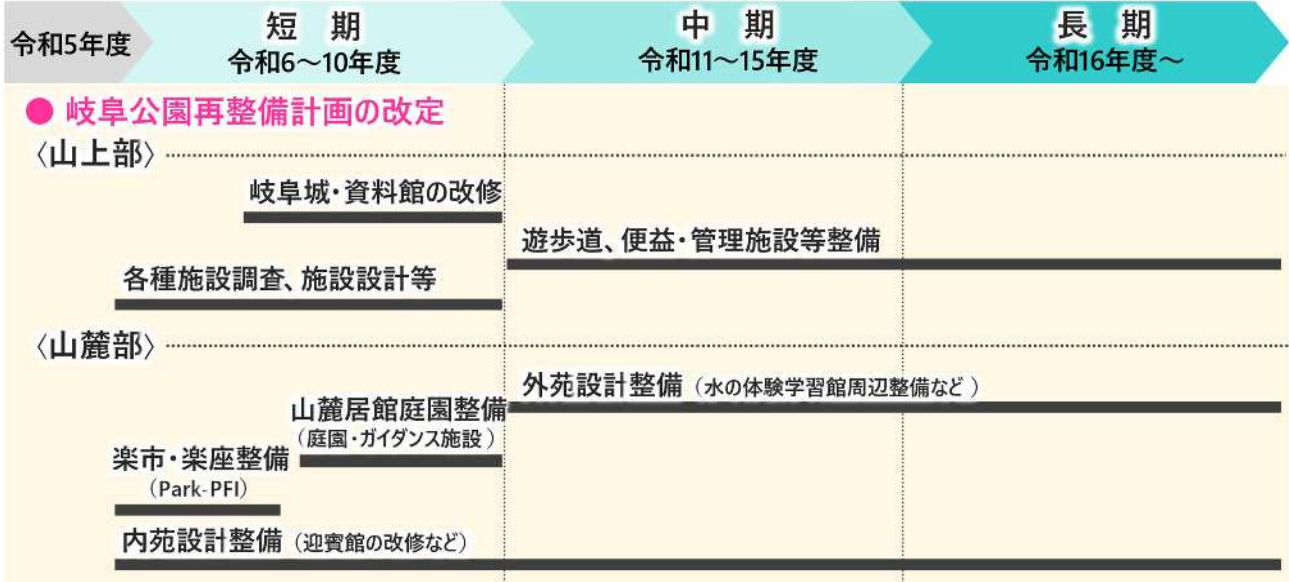 令和5年度
短 期
令和6～10年度
中 期
令和11～15年度
長 期
令和16年度～
● 岐阜公園再整備計画の改定
〈山上部〉
岐阜城・資料館の改修
遊歩道、便益・管理施設等整備
各種施設調査、施設設計等
〈山麓部〉
外苑設計整備（水の体験学習館周辺整備など）
山麓居館庭園整備
（庭園・ガイダンス施設）
楽市・楽座整備
（Park-PFI）
内苑設計整備（迎賓館の改修など）